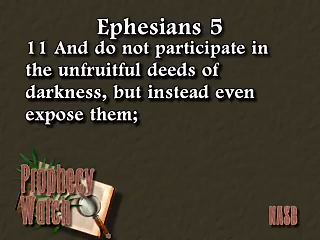 Ephesians 5
11 And do not participate in
the unfruitful deeds of
darkness, but instead even
expose them;
Prophecy
Watch
NASB